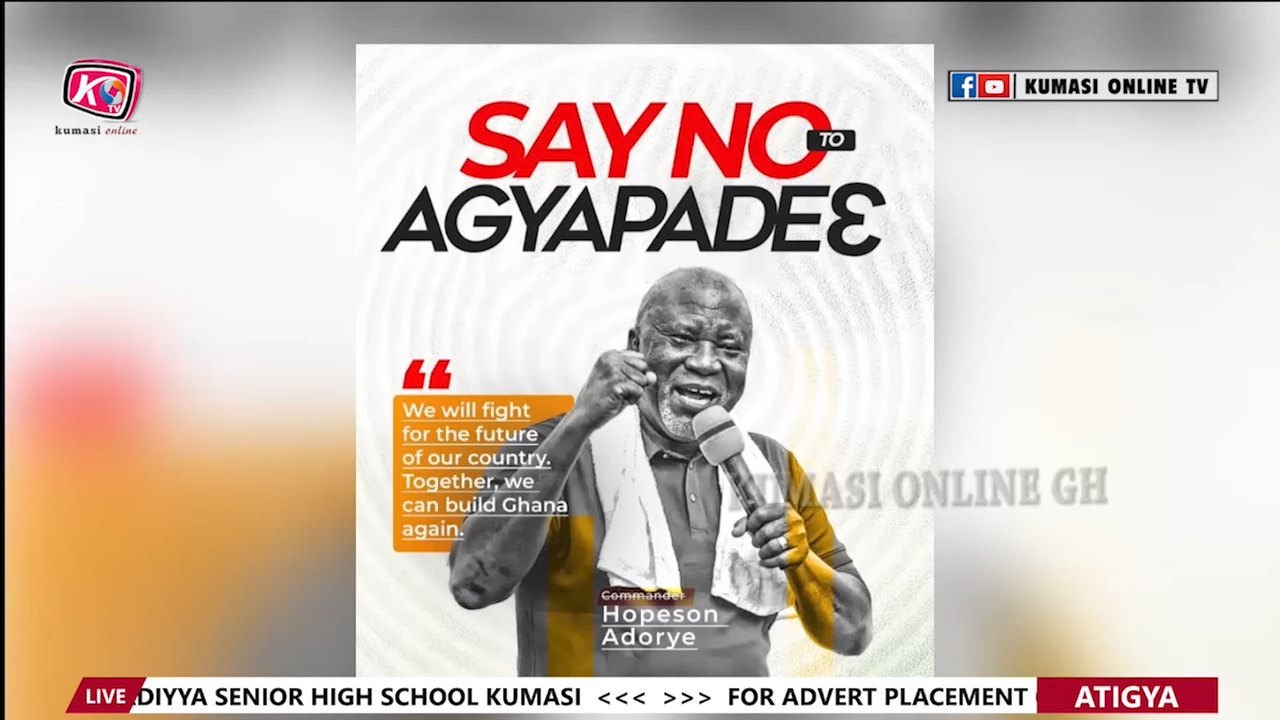 KO TV
kumasi online
KUMASI ONLINE TV
SAY NO TO
AGYAPADEƐ
We will fight
for the future
of our country.
Together, we
can build Ghana
again.
KUMASI ONLINE GH
Commander
Hopeson
Adorye
LIVE
DIYYA SENIOR HIGH SCHOOL KUMASI <<< >>> FOR ADVERT PLACEMENT
ATIGYA